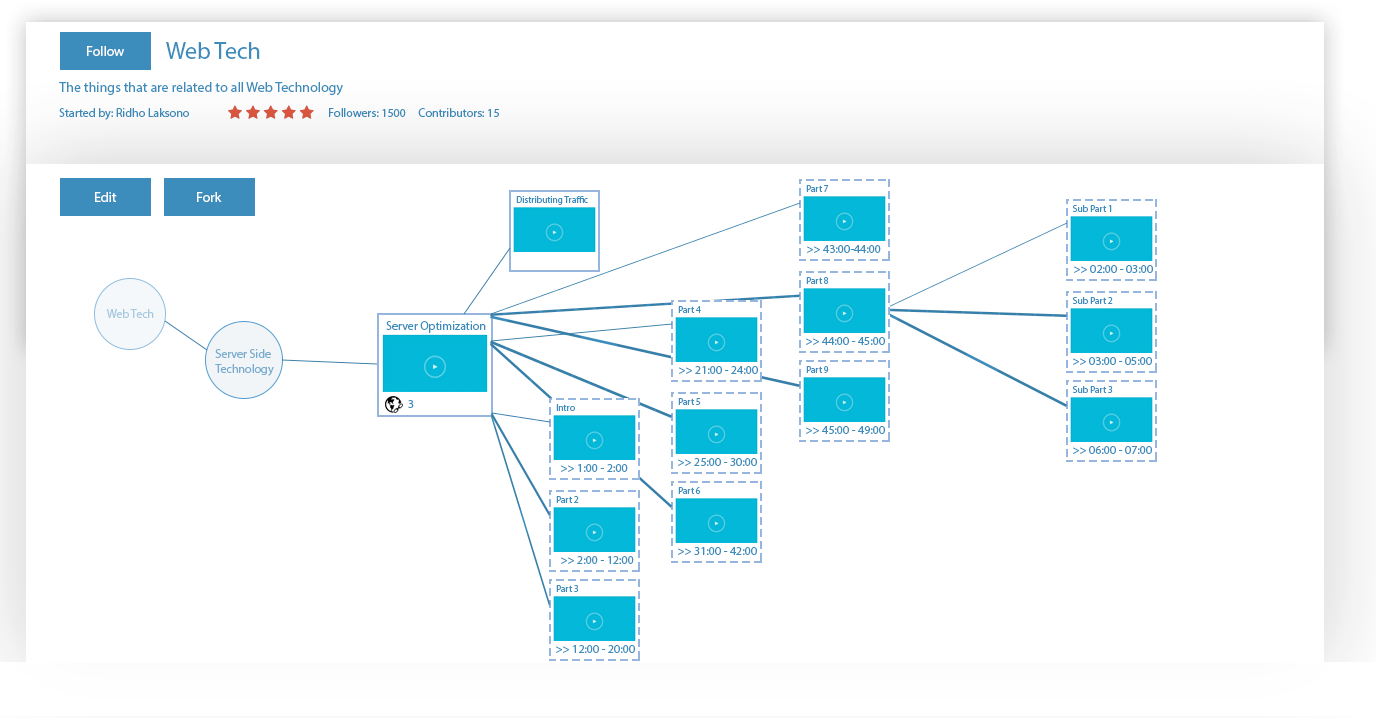 Follow
Web Tech
The things that are related to all Web Technology
Started by: Ridho Laksono
Followers: 1500
Contributors: 15
Edit
Fork
Web Tech
Server Side
Technology
Server Optimization
3
Distributing Traffic
Intro
>> 1:00 - 2:00
Part 2
>> 2:00 - 12:00
Part 3
>> 12:00 - 20:00
Part 4
>> 21:00 - 24:00
Part 5
>> 25:00 - 30:00
Part 6
>> 31:00 - 42:00
Part 7
>> 43:00-44:00
Part 8
>> 44:00 - 45:00
Part 9
>> 45:00 - 49:00
Sub Part 1
>> 02:00 - 03:00
Sub Part 2
>> 03:00 - 05:00
Sub Part 3
>> 06:00 - 07:00